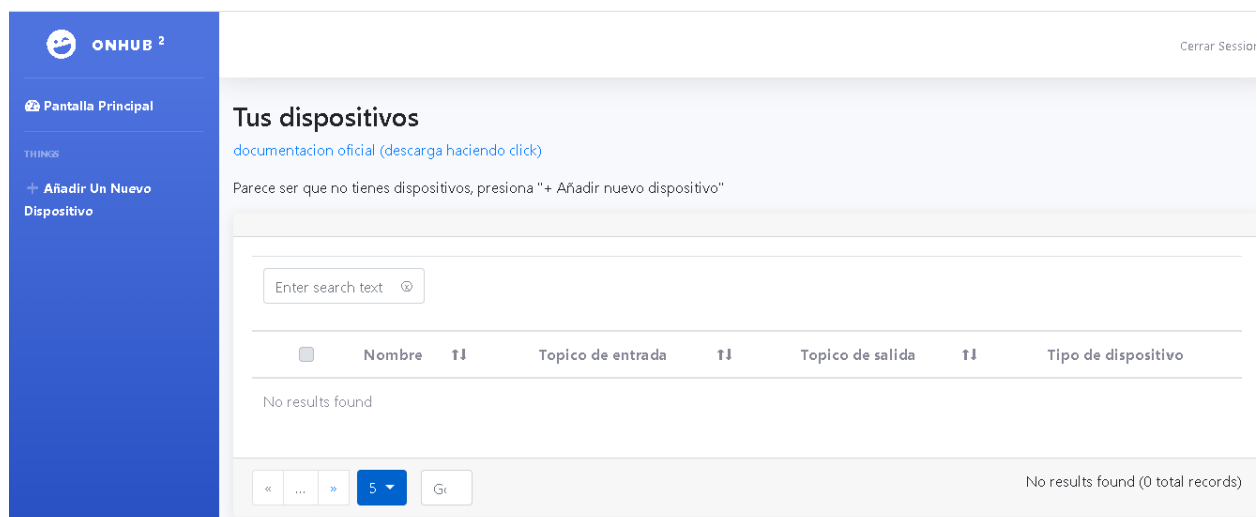 ONHUB 2
Cerrar Session
Pantalla Principal
THINGS
+ Añadir Un Nuevo
Dispositivo
Tus dispositivos
documentacion oficial (descarga haciendo click)
Parece ser que no tienes dispositivos, presiona "+ Añadir nuevo dispositivo"
Enter search text
Nombre Topico de entrada Topico de salida Tipo de dispositivo
No results found
« ... » 5
No results found (0 total records)